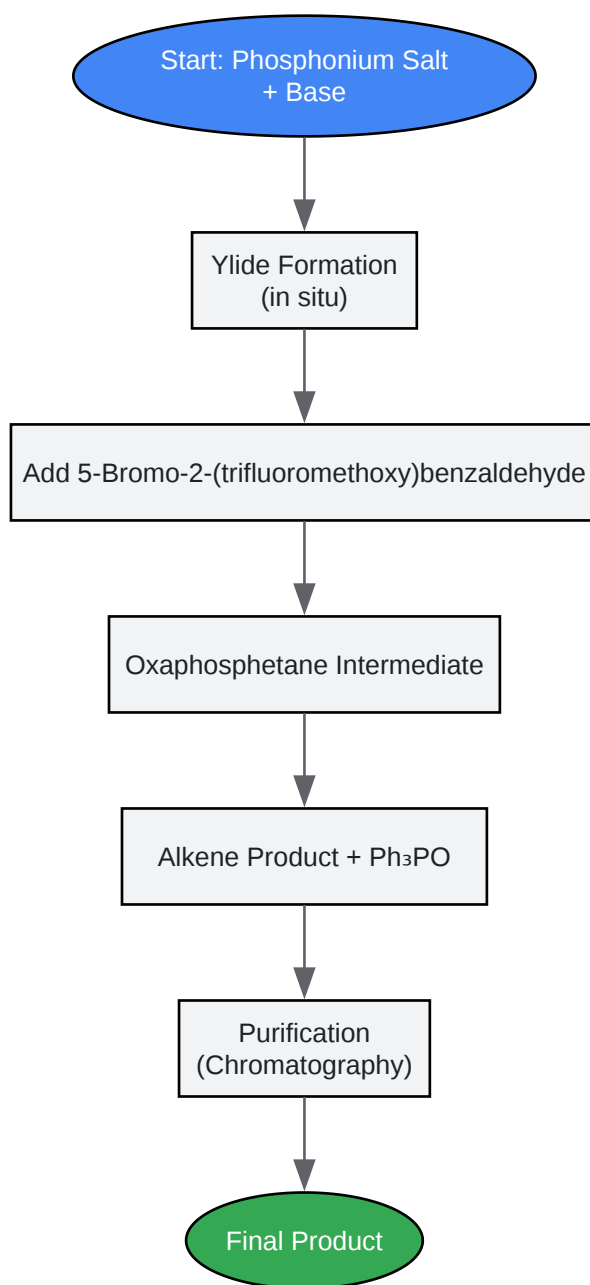 Start: Phosphonium Salt
+ Base
Ylide Formation
(in situ)
Add 5-Bromo-2-(trifluoromethoxy)benzaldehyde
Oxaphosphetane Intermediate
Alkene Product + Ph₃PO
Purification
(Chromatography)
Final Product